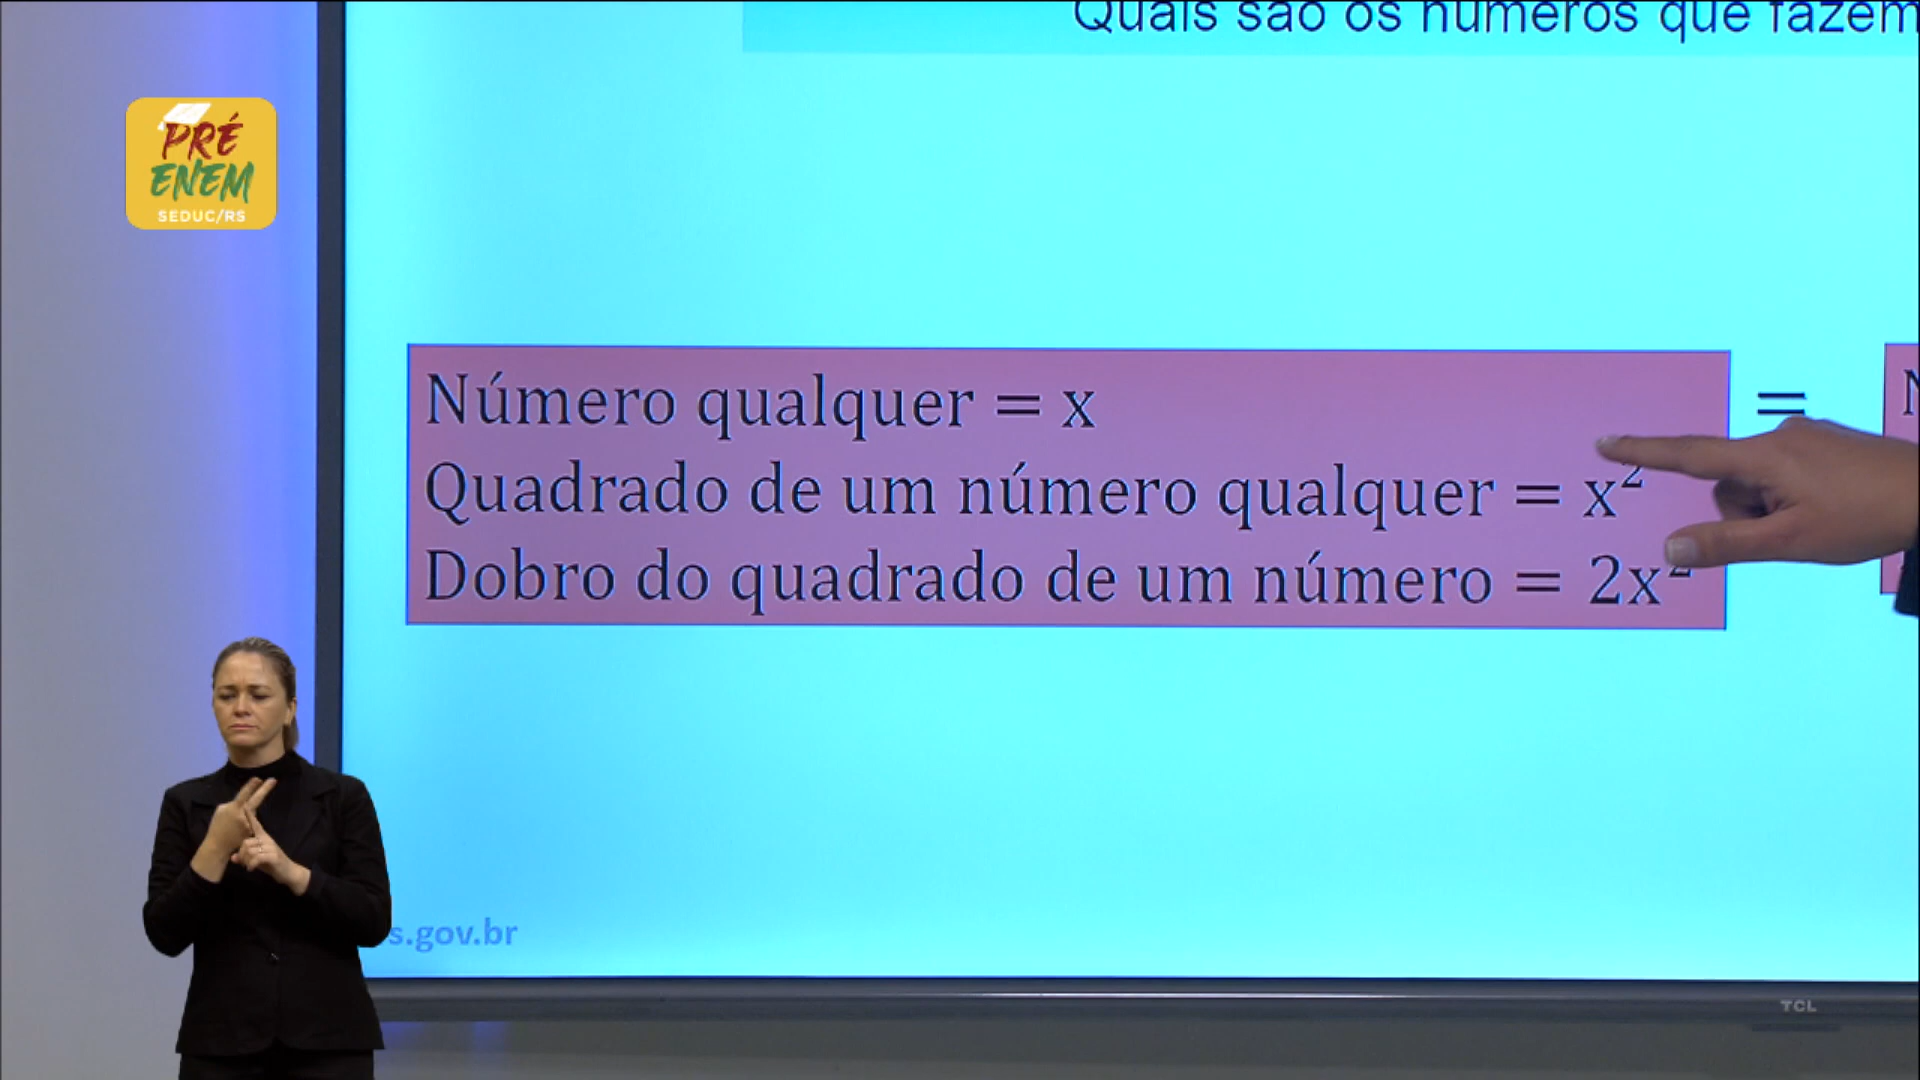 Quais são os números que fazem
PRÉ
ENEM
SEDUC/RS
Número qualquer = x
=
N
Quadrado de um número qualquer = x²
Dobro do quadrado de um número = 2x²
s.gov.br
TCL